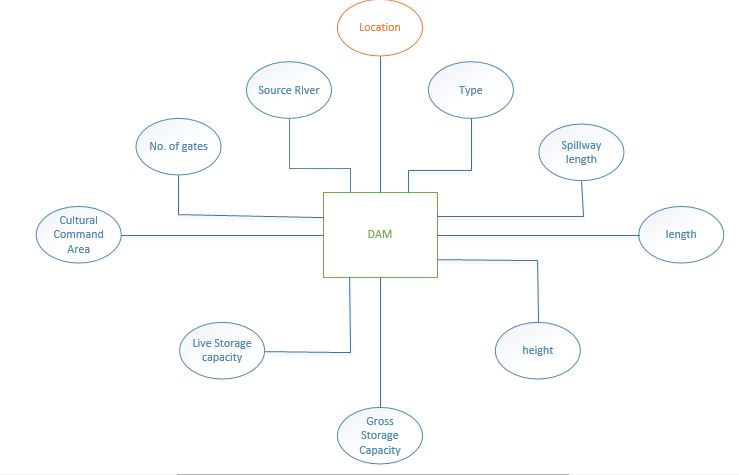 Location
Source RIver
Type
No. of gates
Spillway
length
Cultural
Command
Area
DAM
length
Live Storage
capacity
height
Gross
Storage
Capacity